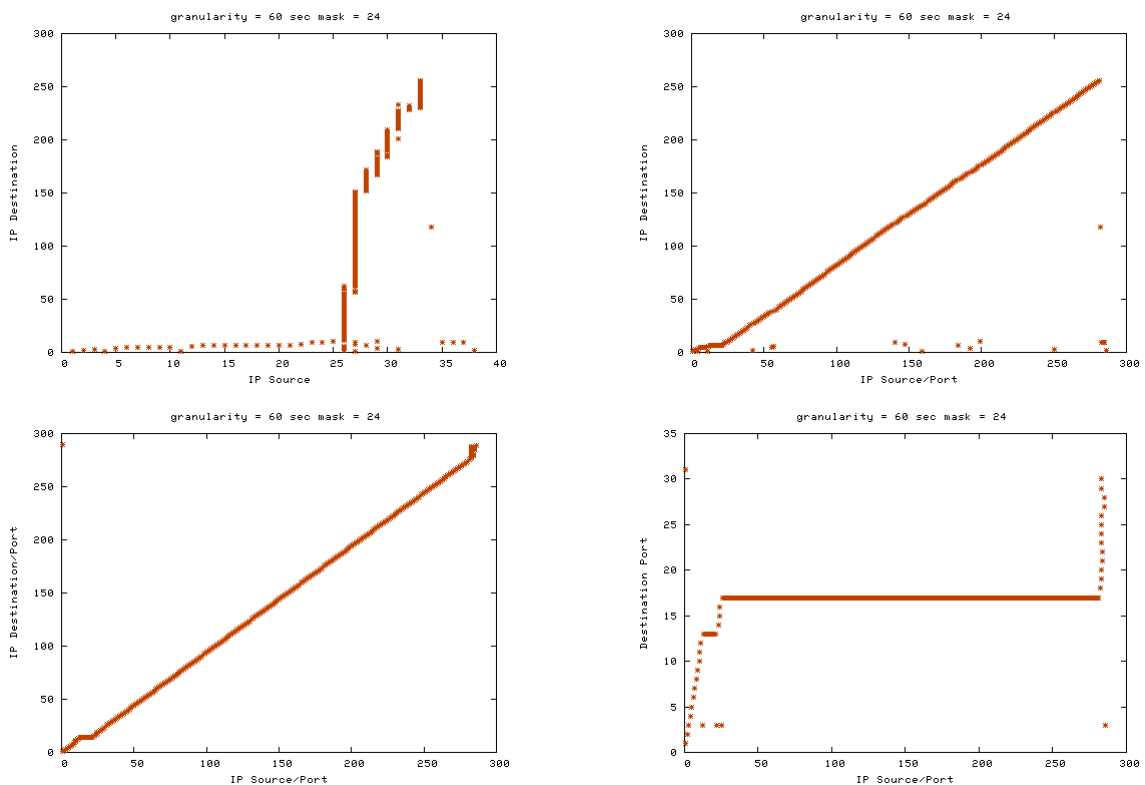 granularity = 60 sec mask = 24
300
250
200
150
100
50
0
0 5 10 15 20 25 30 35 40
IP Destination
IP Source
granularity = 60 sec mask = 24
300
250
200
150
100
50
0
0 50 100 150 200 250 300
IP Destination
IP Source/Port
granularity = 60 sec mask = 24
300
250
200
150
100
50
0
0 50 100 150 200 250 300
IP Destination/Port
IP Source/Port
granularity = 60 sec mask = 24
35
30
25
20
15
10
5
0
0 50 100 150 200 250 300
Destination Port
IP Source/Port